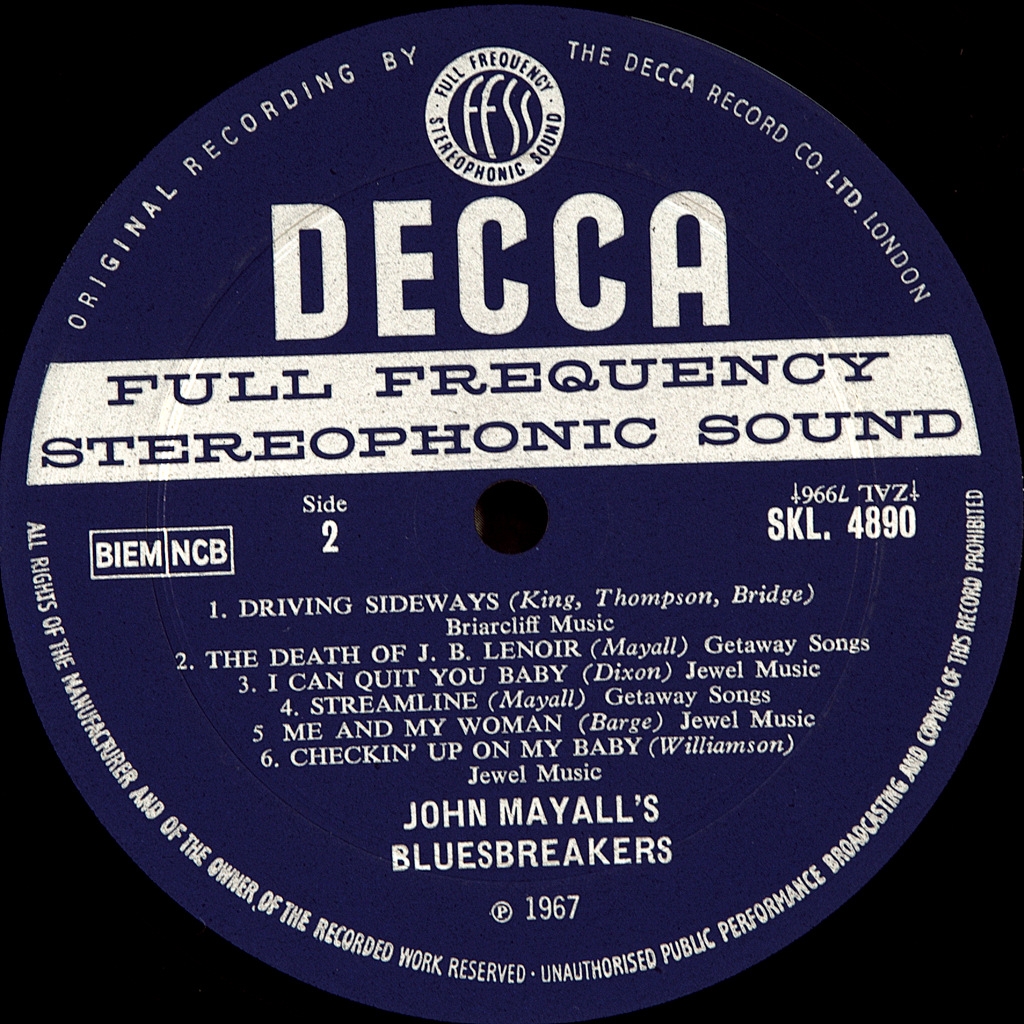 ORIGINAL RECORDING BY THE DECCA RECORD CO. LTD. LONDON
FULL FREQUENCY
FFSS
STEREOPHONIC SOUND
DECCA
FULL FREQUENCY
STEREOPHONIC SOUND
Side
2
BIEM NCB
†ZAL 7996†
SKL. 4890
1. DRIVING SIDEWAYS (King, Thompson, Bridge)
Briarcliff Music
2. THE DEATH OF J. B. LENOIR (Mayall) Getaway Songs
3. I CAN QUIT YOU BABY (Dixon) Jewel Music
4. STREAMLINE (Mayall) Getaway Songs
5 ME AND MY WOMAN (Barge) Jewel Music
6. CHECKIN' UP ON MY BABY (Williamson)
Jewel Music
JOHN MAYALL'S
BLUESBREAKERS
℗ 1967
ALL RIGHTS OF THE MANUFACTURER AND OF THE OWNER OF THE RECORDED WORK RESERVED · UNAUTHORISED PUBLIC PERFORMANCE BROADCASTING AND COPYING OF THIS RECORD PROHIBITED